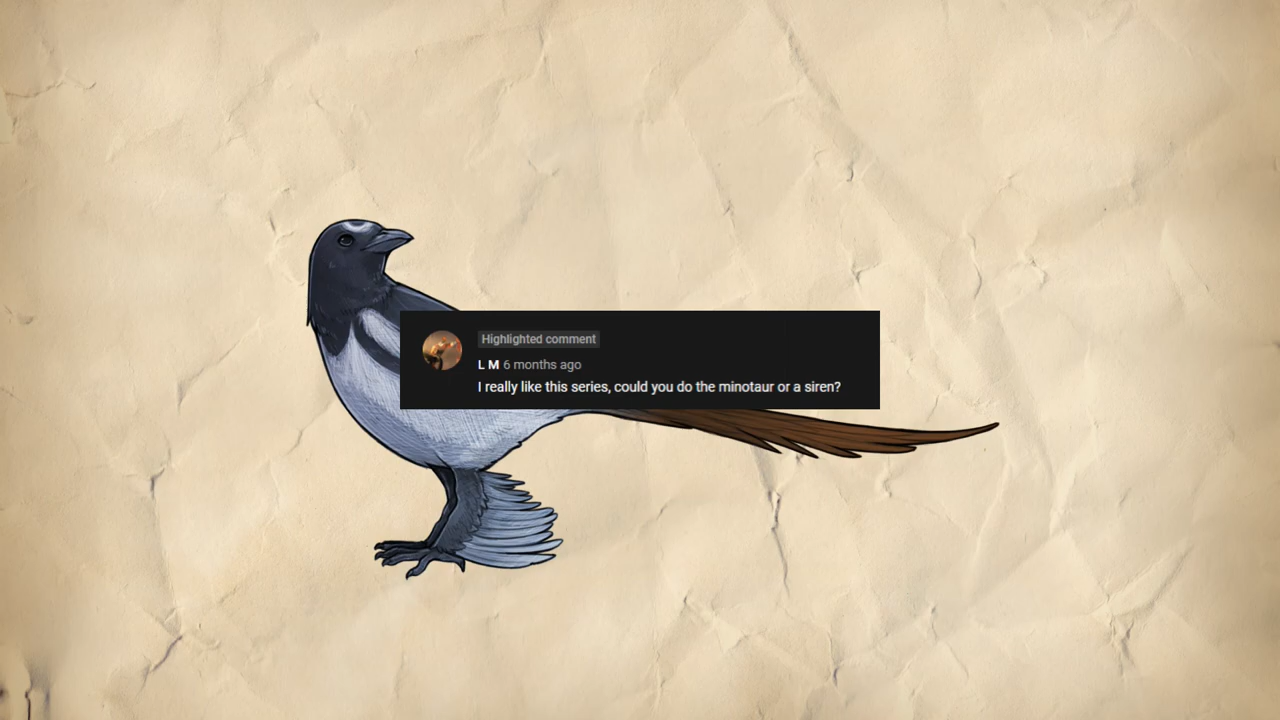 Highlighted comment
L M 6 months ago
I really like this series, could you do the minotaur or a siren?